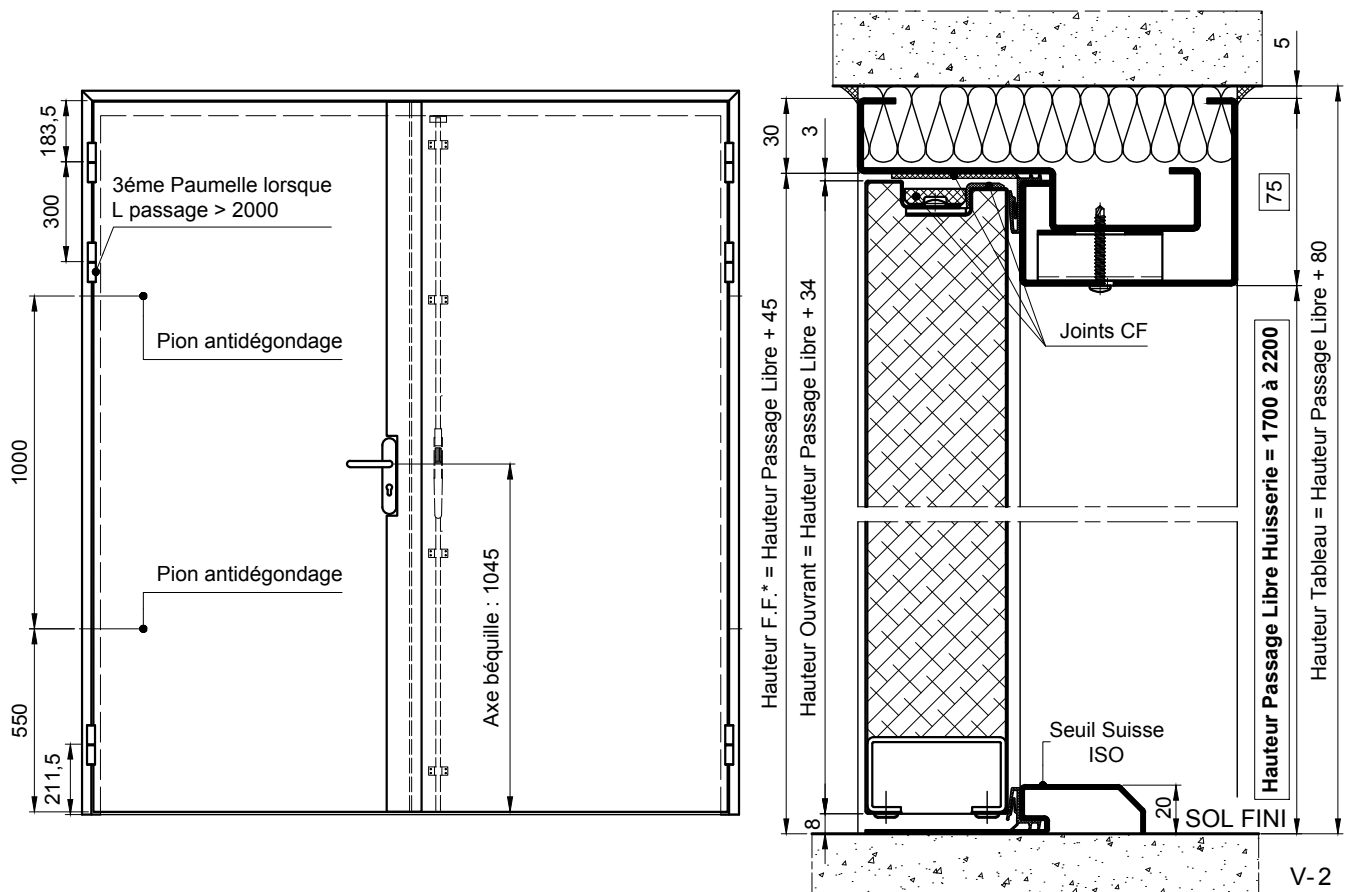 183,5
300
3éme Paumelle lorsque
L passage > 2000
Pion antidégondage
1000
Pion antidégondage
550
211,5
Axe béquille : 1045
5
30
3
75
Joints CF
Hauteur F.F.* = Hauteur Passage Libre + 45
Hauteur Ouvrant = Hauteur Passage Libre + 34
Hauteur Passage Libre Huisserie = 1700 à 2200
Hauteur Tableau = Hauteur Passage Libre + 80
Seuil Suisse
ISO
8
20
SOL FINI
V-2